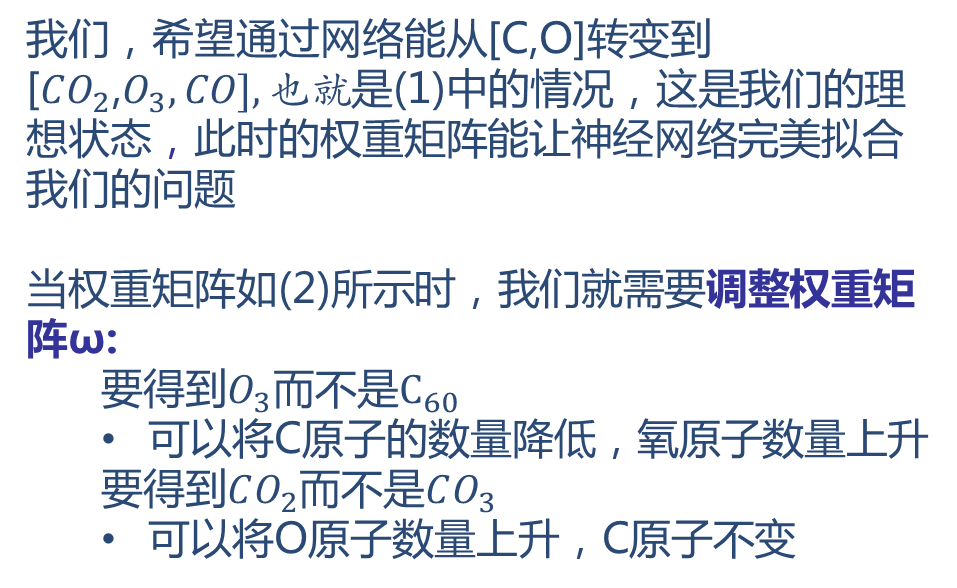 我们，希望通过网络能从[C,O]转变到
[CO₂,O₃, CO], 也就是(1)中的情况，这是我们的理
想状态，此时的权重矩阵能让神经网络完美拟合
我们的问题
当权重矩阵如(2)所示时，我们就需要调整权重矩
阵ω:
要得到O₃而不是C₆₀
• 可以将C原子的数量降低，氧原子数量上升
要得到CO₂而不是CO₃
• 可以将O原子数量上升，C原子不变